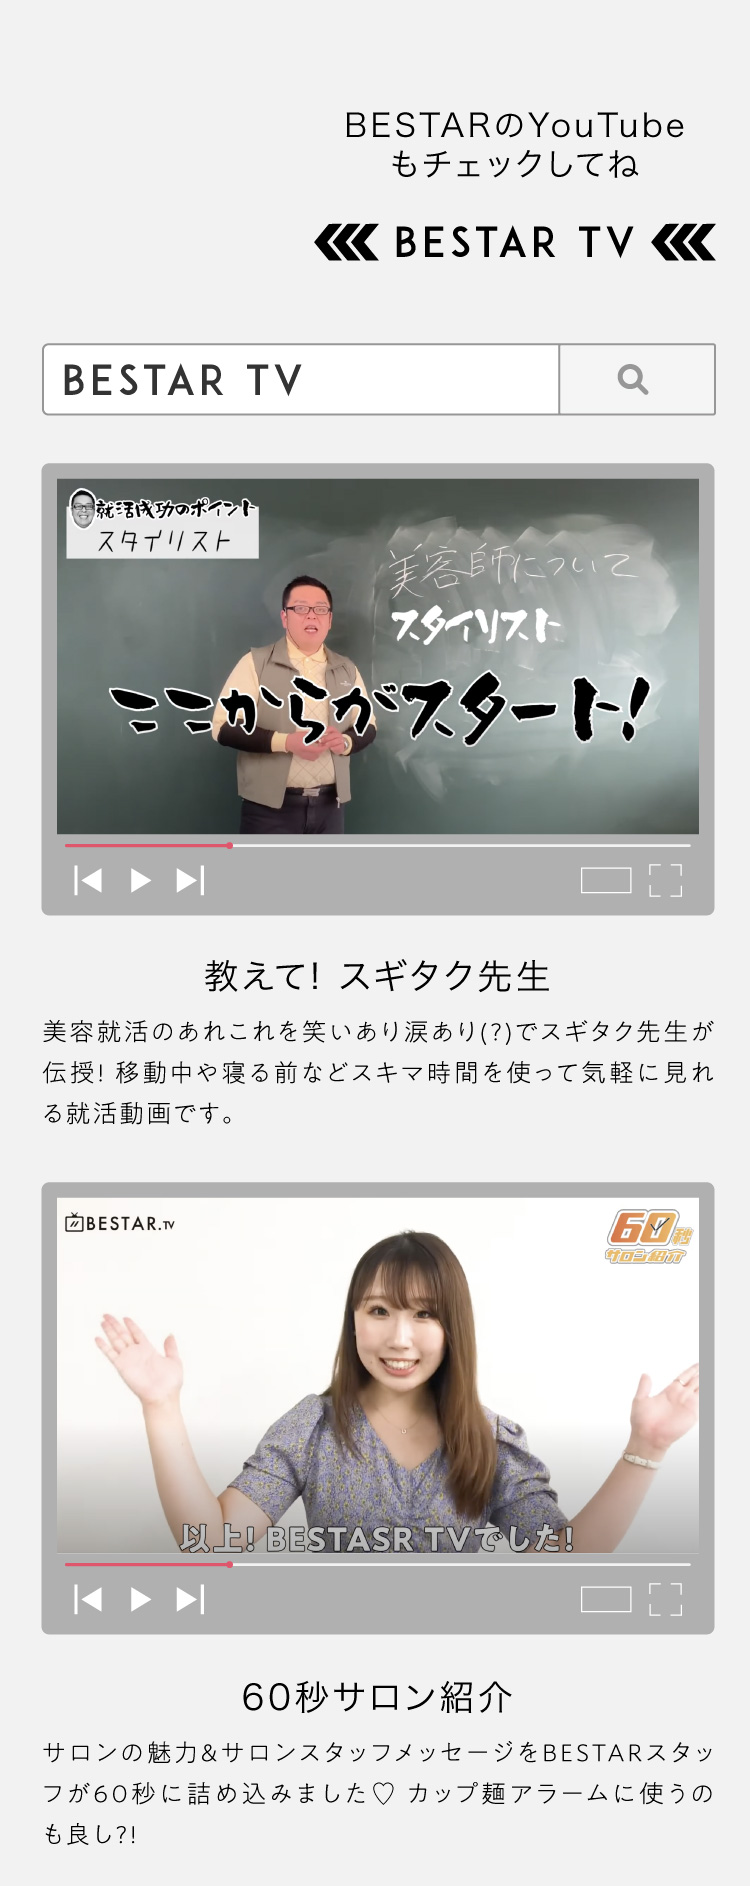 BESTARのYouTube
もチェックしてね
BESTAR TV
BESTAR TV
就活成功のポイント
スタイリスト
美容師について
スタイリスト
ここからがスタート!
教えて! スギタク先生
美容就活のあれこれを笑いあり涙あり(?)でスギタク先生が
伝授! 移動中や寝る前などスキマ時間を使って気軽に見れ
る就活動画です。
BESTAR.TV
60秒
サロン紹介
以上! BESTASR TVでした!
60秒サロン紹介
サロンの魅力&サロンスタッフメッセージをBESTARスタッ
フが60秒に詰め込みました♡ カップ麺アラームに使うの
も良し?!